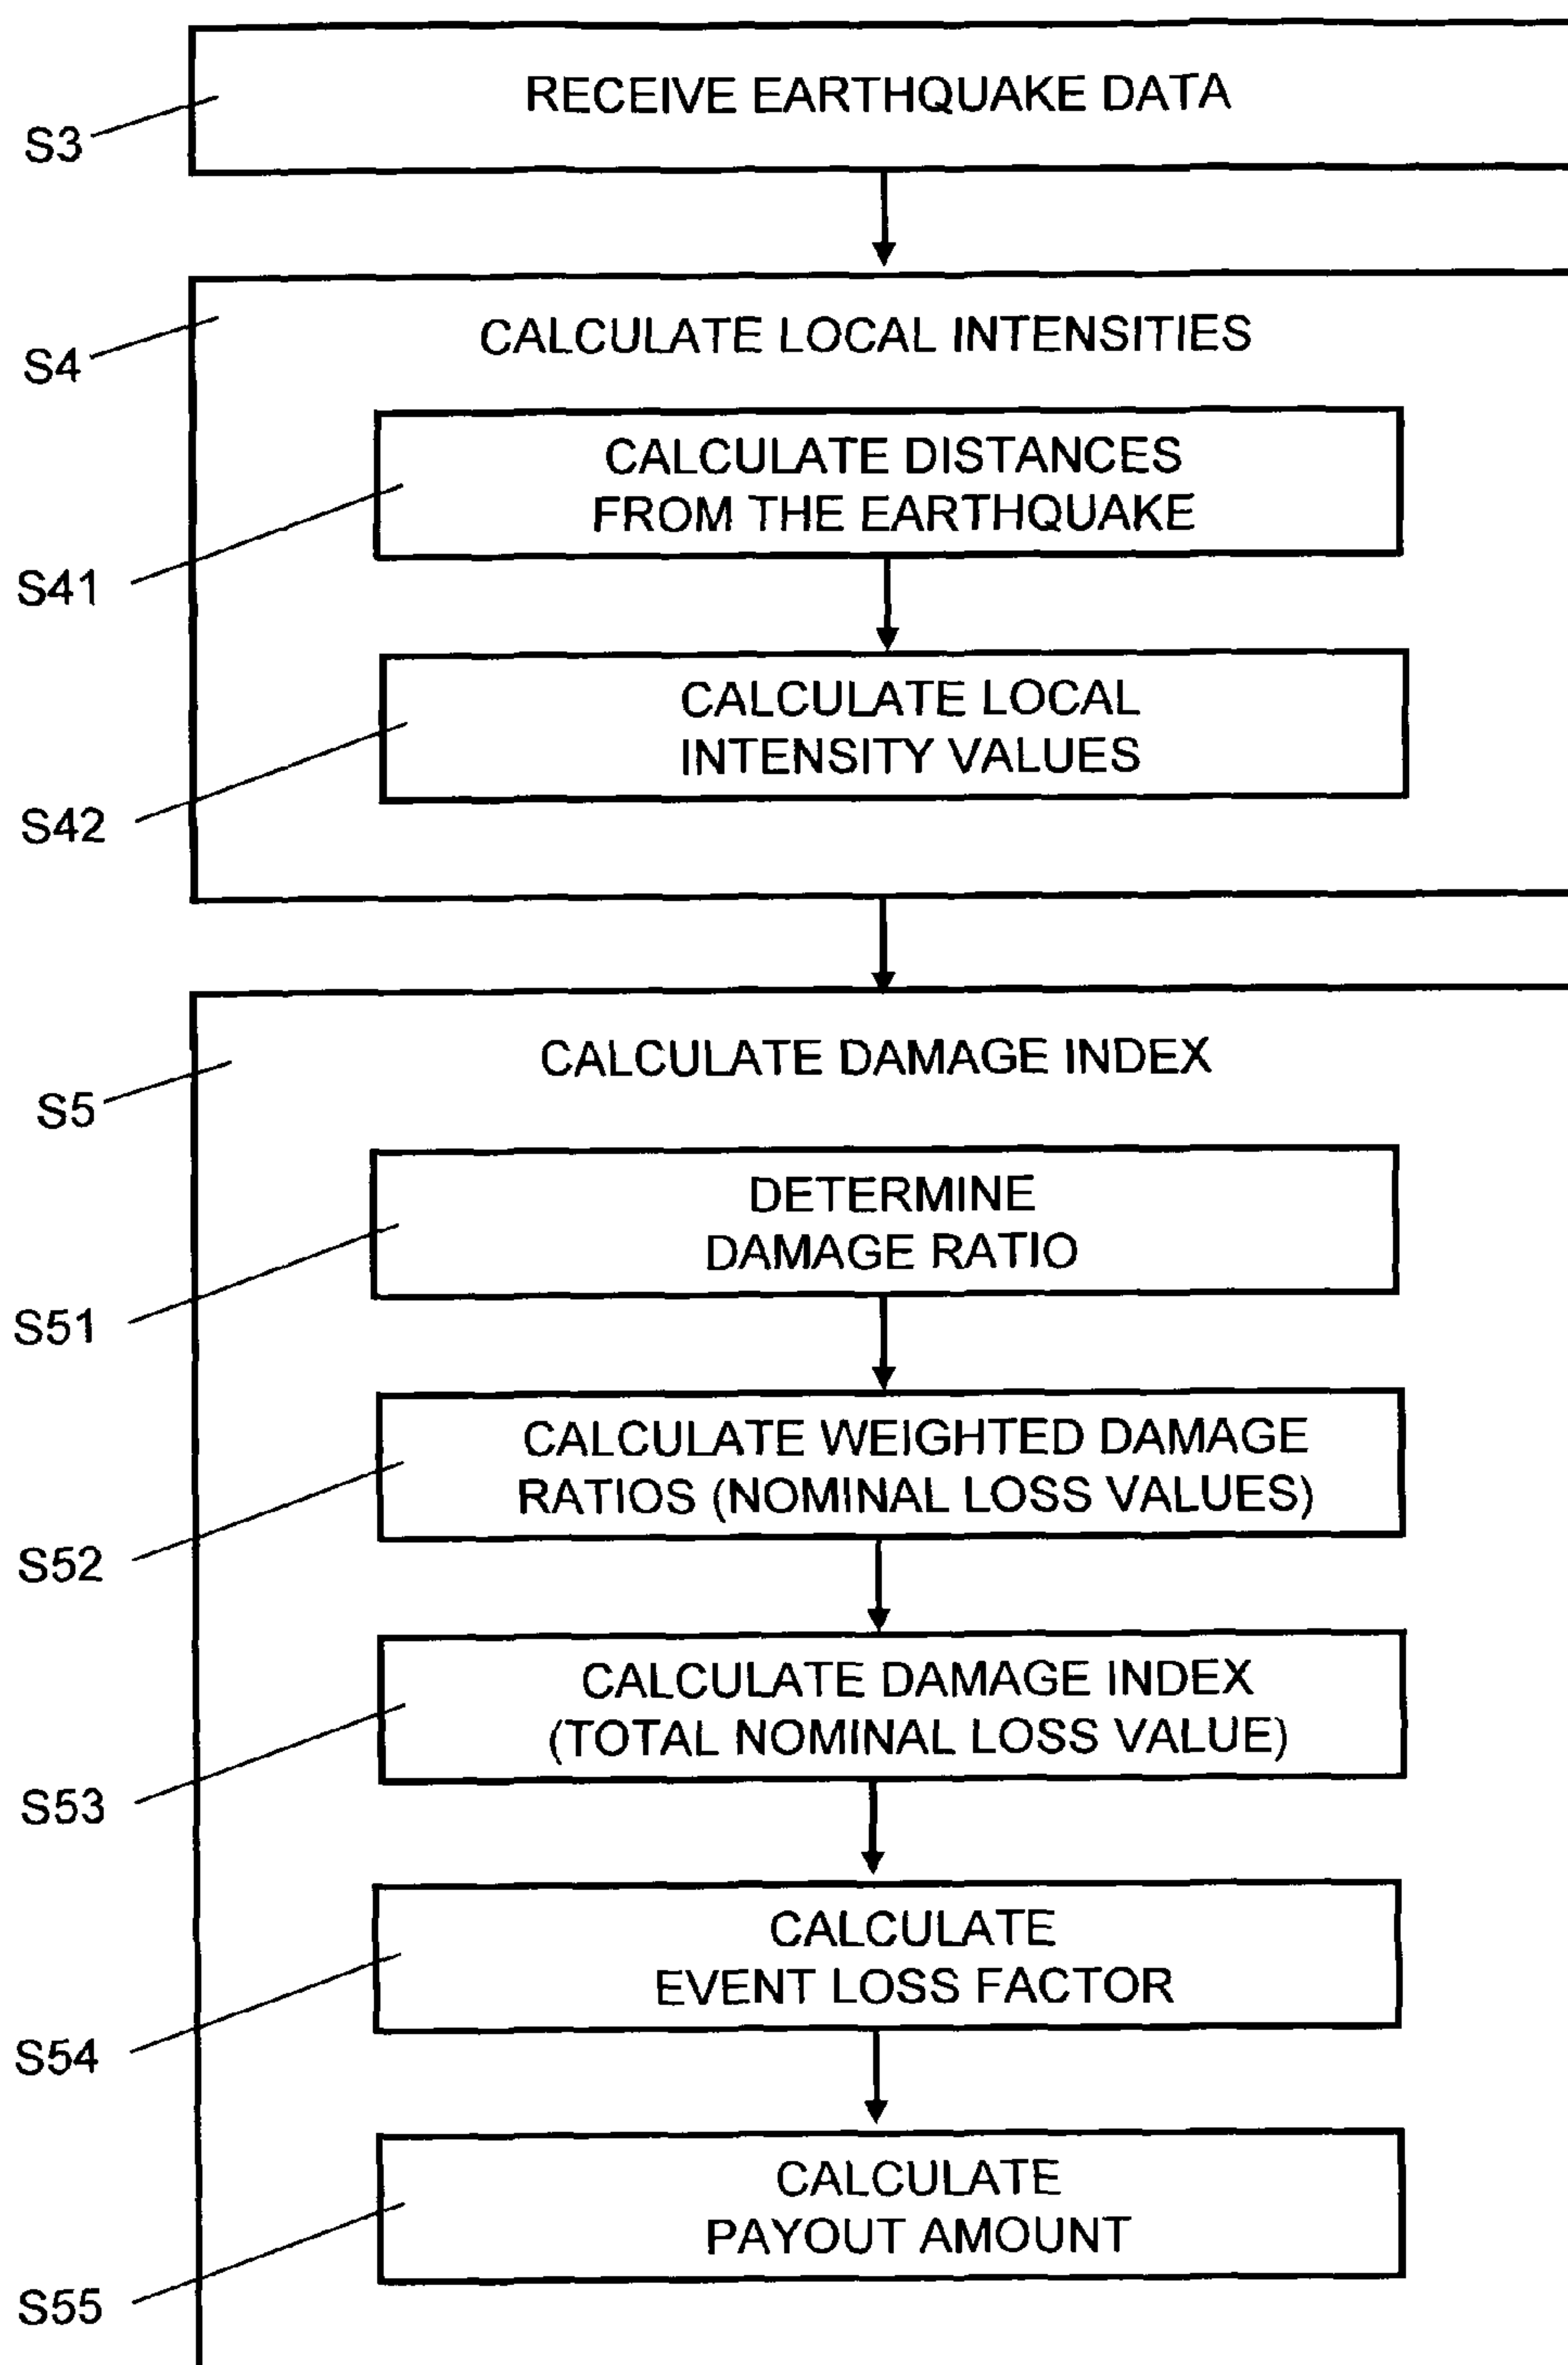 RECEIVE EARTHQUAKE DATA
S3
CALCULATE LOCAL INTENSITIES
S4
CALCULATE DISTANCES
FROM THE EARTHQUAKE
S41
CALCULATE LOCAL
INTENSITY VALUES
S42
CALCULATE DAMAGE INDEX
S5
DETERMINE
DAMAGE RATIO
S51
CALCULATE WEIGHTED DAMAGE
RATIOS (NOMINAL LOSS VALUES)
S52
CALCULATE DAMAGE INDEX
(TOTAL NOMINAL LOSS VALUE)
S53
CALCULATE
EVENT LOSS FACTOR
S54
CALCULATE
PAYOUT AMOUNT
S55